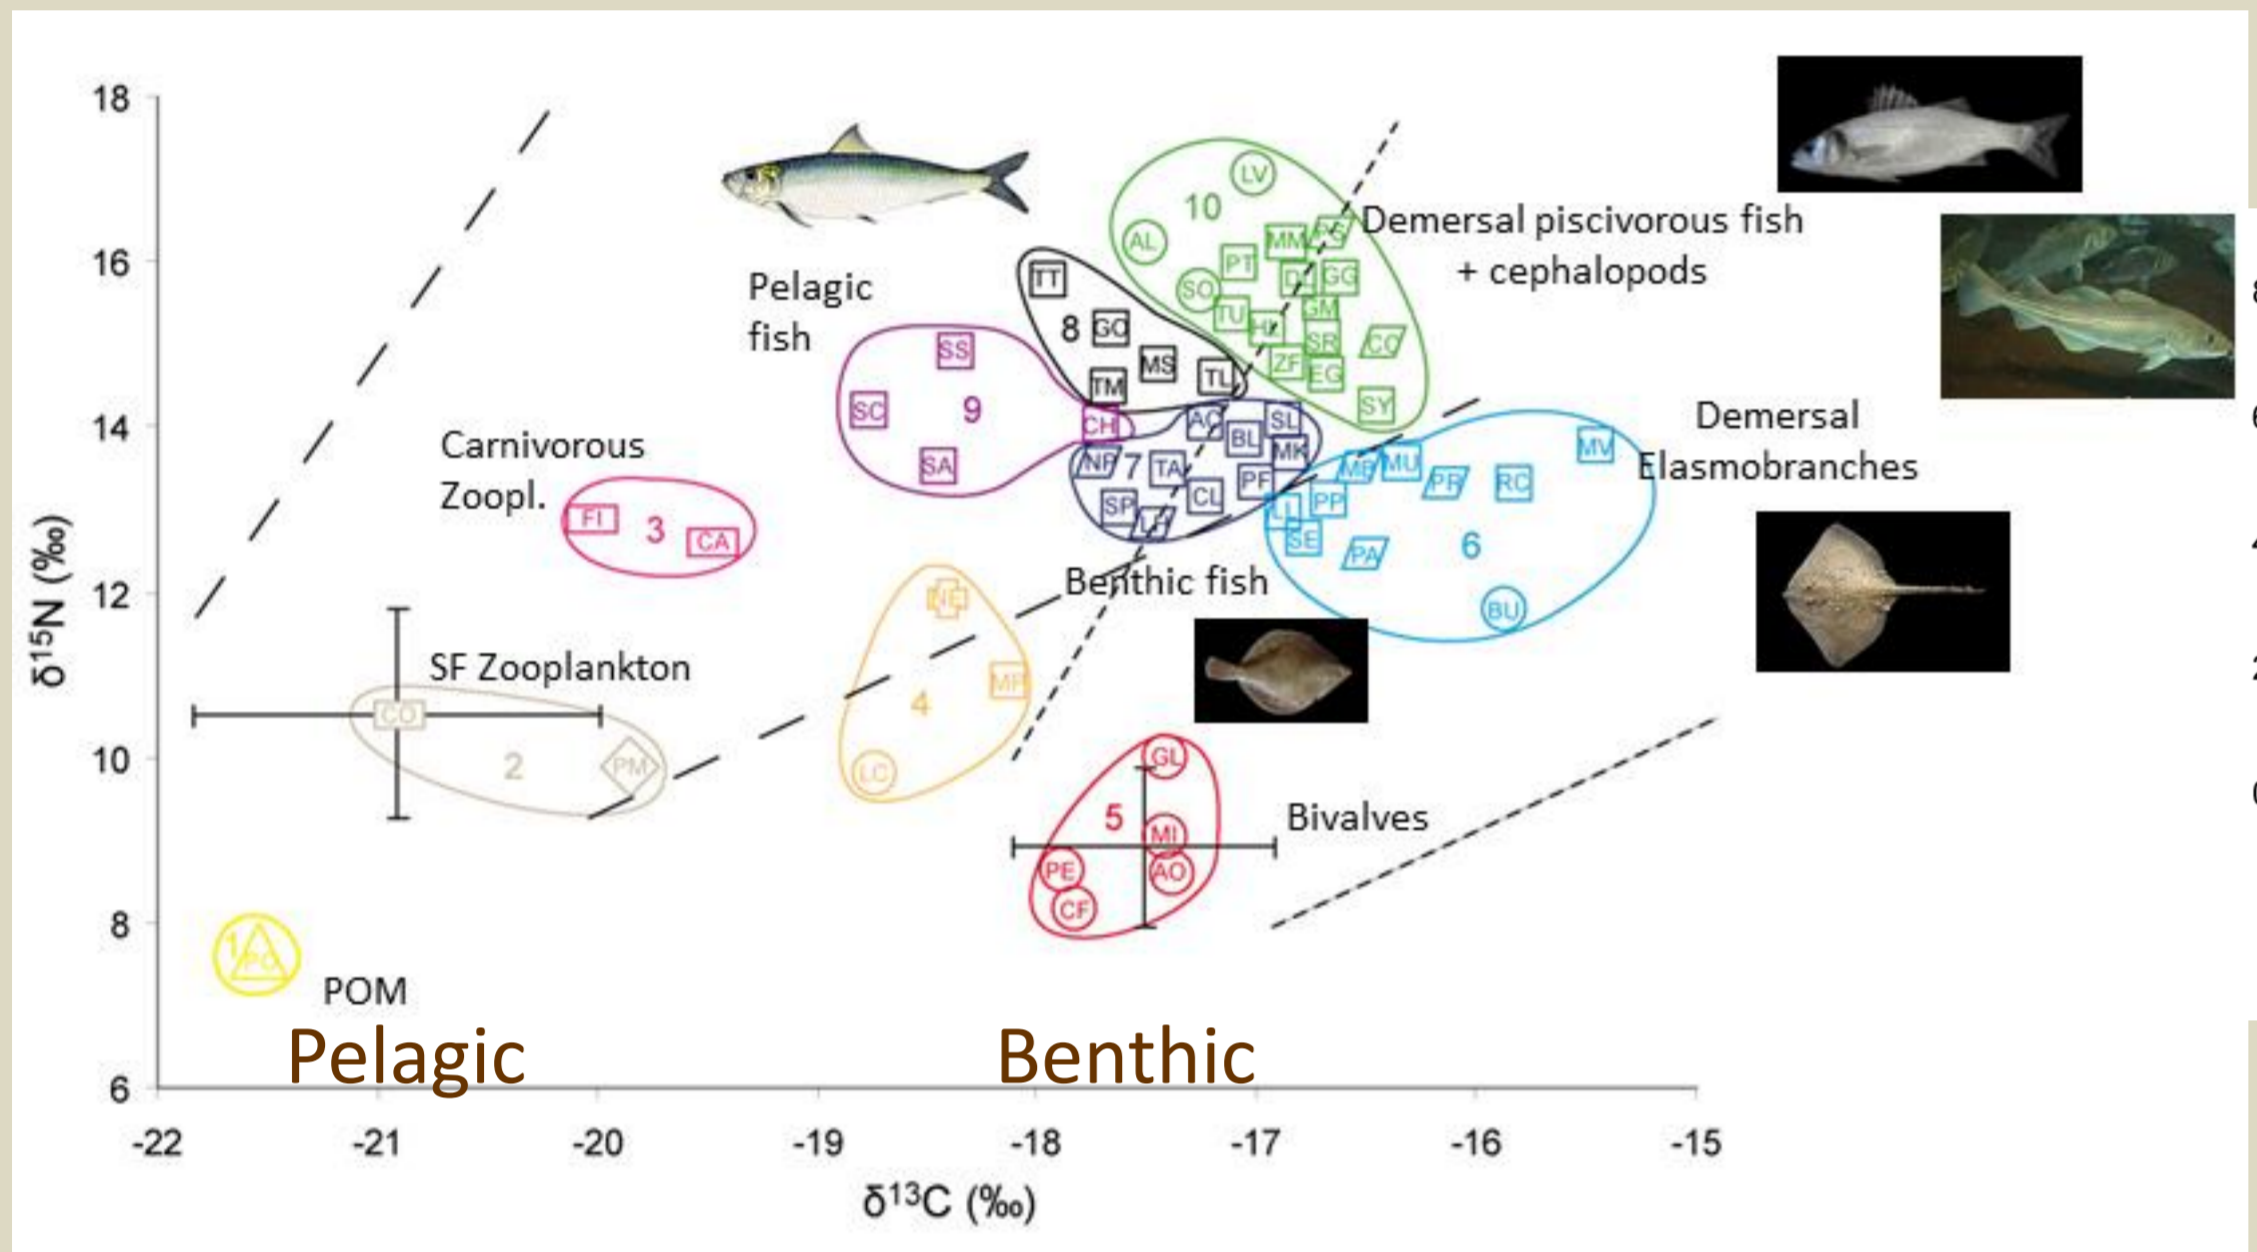 18
LV
10
AL
MM
PS
Demersal piscivorous fish
+ cephalopods
16
TT
PT
GG
SO
Pelagic
fish
8
GO
TU
GM
SS
MS
SR
CC
TM
TL
ZF
EG
SC
9
SY
14
CH
AC
SL
Demersal
Elasmobranches
Carnivorous
Zoopl.
BL
MK
MU
MV
SA
NP
7
TA
MB
PF
PR
RC
SP
CL
PP
FI
3
CA
SE
PA
6
12
NE
Benthic fish
BU
δ¹⁵N (‰)
SF Zooplankton
MP
CO
4
10
2
PM
LC
GL
5
Bivalves
MI
PE
AO
CF
8
1
PO
POM
Pelagic
Benthic
6
-22
-21
-20
-19
-18
-17
-16
-15
δ¹³C (‰)